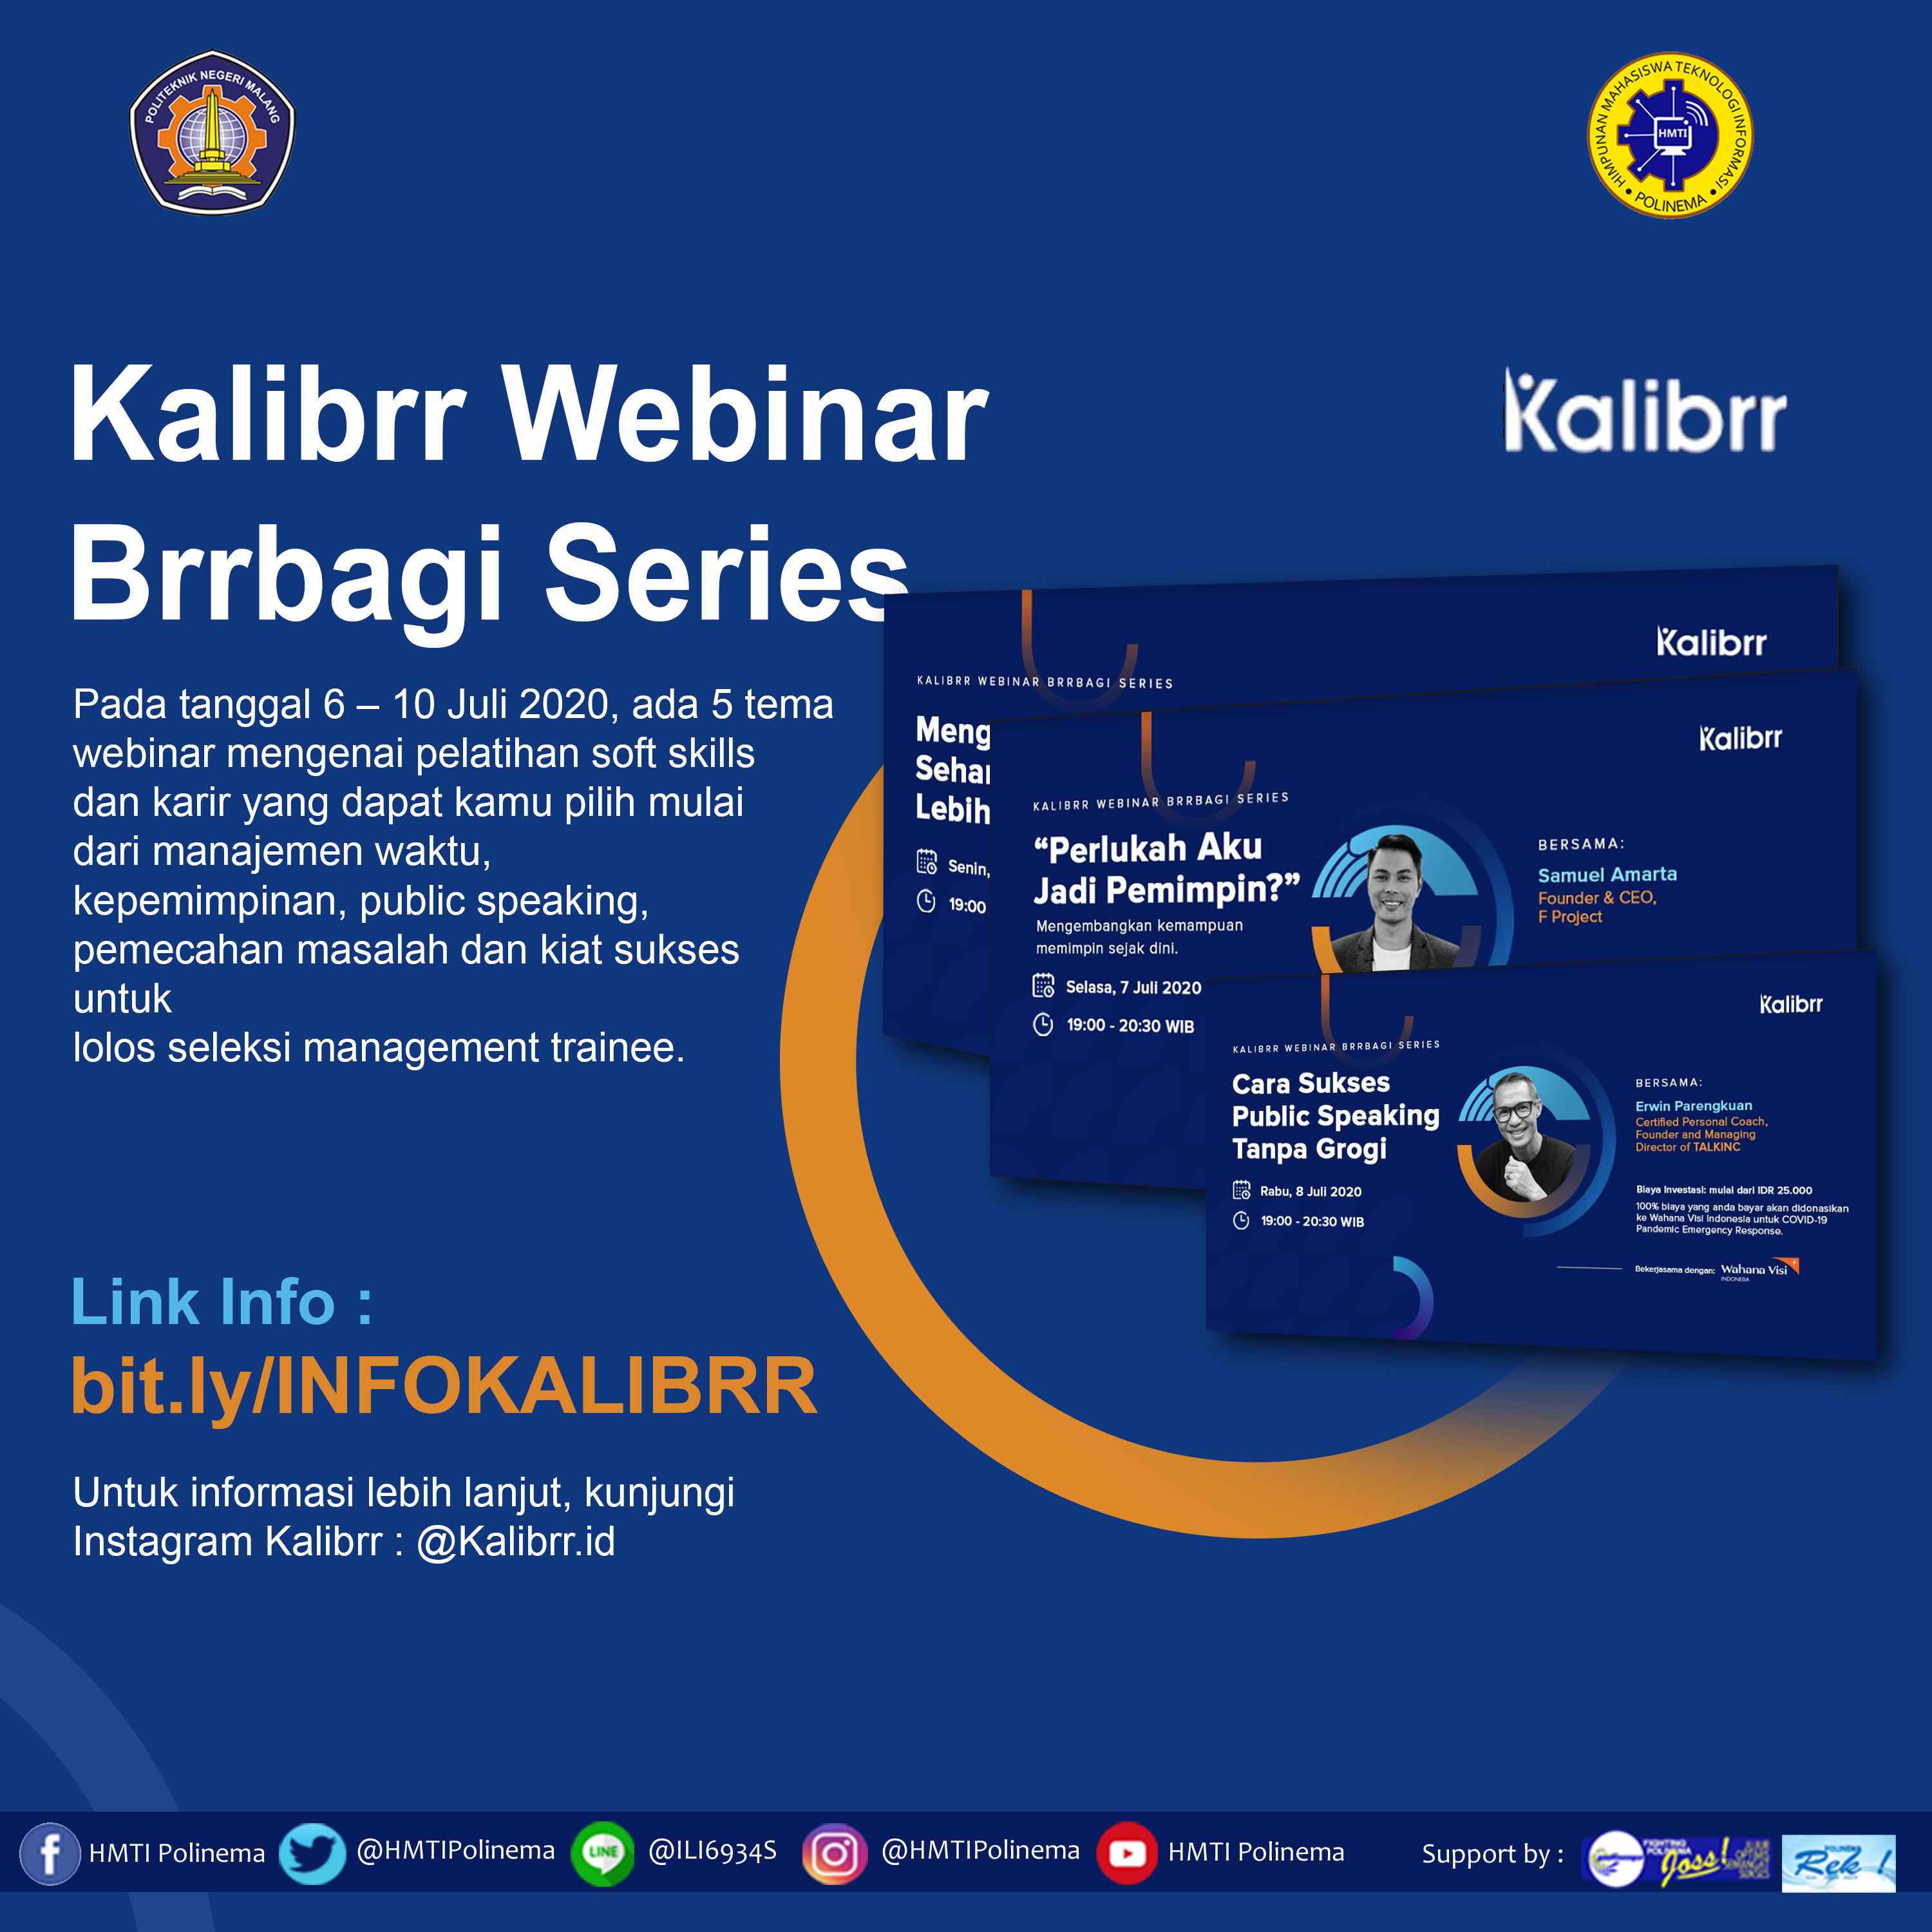 POLITEKNIK NEGERI MALANG
HIMPUNAN MAHASISWA TEKNOLOGI INFORMASI
HMTI
• POLINEMA •
Kalibrr Webinar
Brrbagi Series
Kalibrr
Pada tanggal 6 – 10 Juli 2020, ada 5 tema
webinar mengenai pelatihan soft skills
dan karir yang dapat kamu pilih mulai
dari manajemen waktu,
kepemimpinan, public speaking,
pemecahan masalah dan kiat sukses
untuk
lolos seleksi management trainee.
Kalibrr
KALIBRR WEBINAR BRRBAGI SERIES
Meng
Sehar
Lebih
Senin,
19:00
Kalibrr
KALIBRR WEBINAR BRRBAGI SERIES
“Perlukah Aku
Jadi Pemimpin?”
Mengembangkan kemampuan
memimpin sejak dini.
Selasa, 7 Juli 2020
19:00 - 20:30 WIB
BERSAMA:
Samuel Amarta
Founder & CEO,
F Project
Kalibrr
KALIBRR WEBINAR BRRBAGI SERIES
Cara Sukses
Public Speaking
Tanpa Grogi
Rabu, 8 Juli 2020
19:00 - 20:30 WIB
BERSAMA:
Erwin Parengkuan
Certified Personal Coach,
Founder and Managing
Director of TALKINC
Biaya Investasi: mulai dari IDR 25.000
100% biaya yang anda bayar akan didonasikan
ke Wahana Visi Indonesia untuk COVID-19
Pandemic Emergency Response.
Bekerjasama dengan: Wahana Visi
INDONESIA
Link Info :
bit.ly/INFOKALIBRR
Untuk informasi lebih lanjut, kunjungi
Instagram Kalibrr : @Kalibrr.id
HMTI Polinema @HMTIPolinema LINE @ILI6934S @HMTIPolinema HMTI Polinema Support by :
FIGHTING
POLINEMA
Joss!
POLINEMA
Rek !